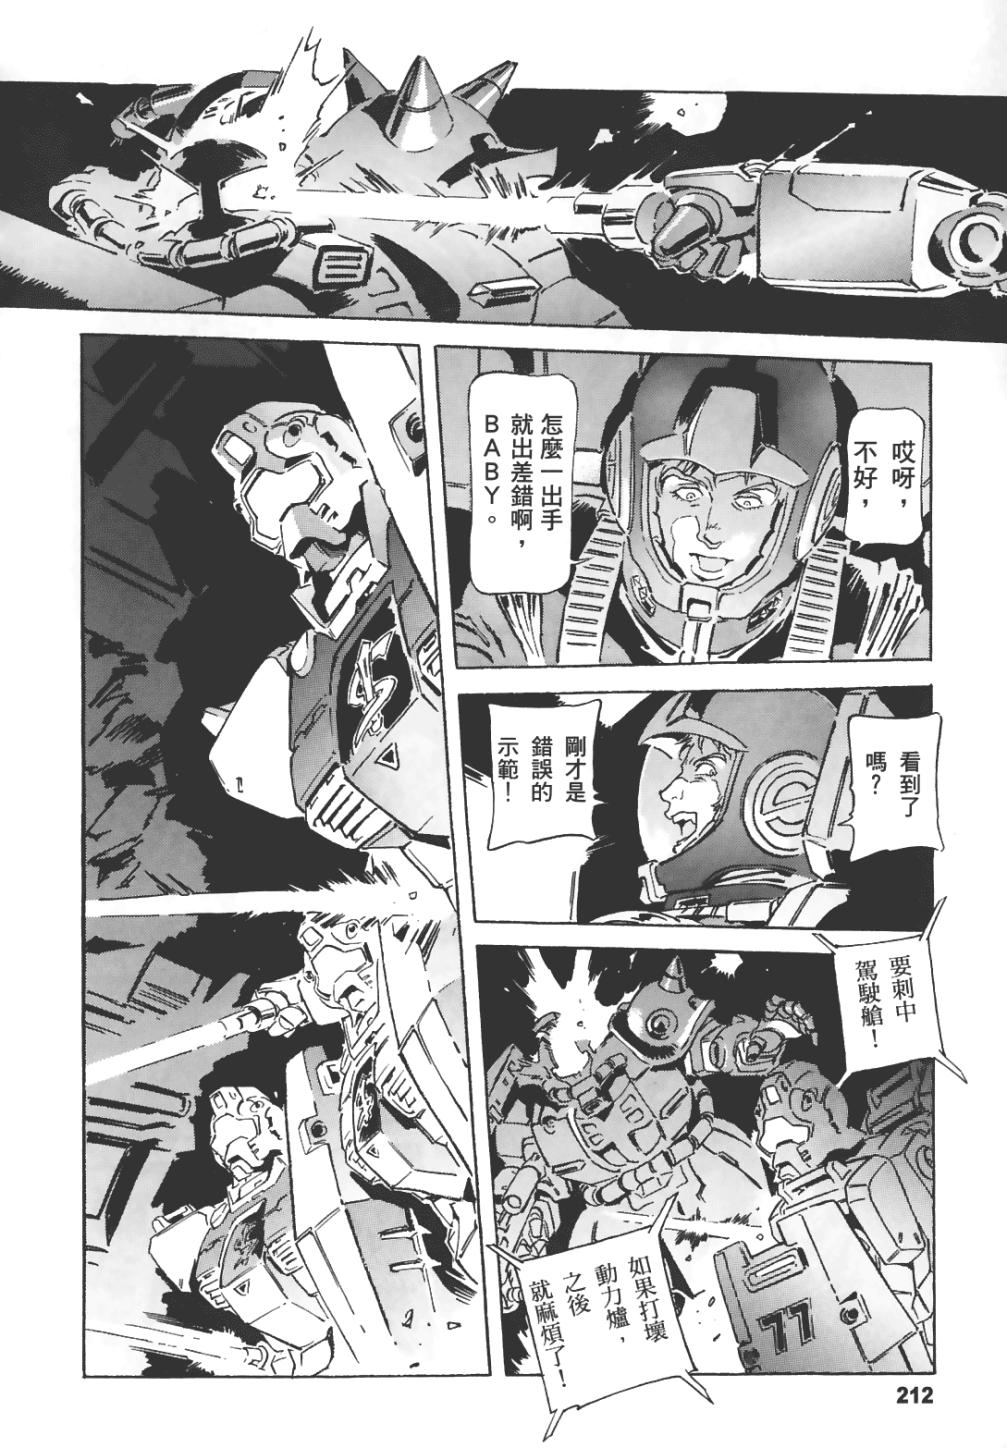 哎呀，
不好，
怎麼一出手
就出差錯啊，
BABY。
看到了
嗎？
剛才是
錯誤的
示範！
要刺中
駕駛艙！
如果打壞
動力爐，
之後
就麻煩了！
77
212